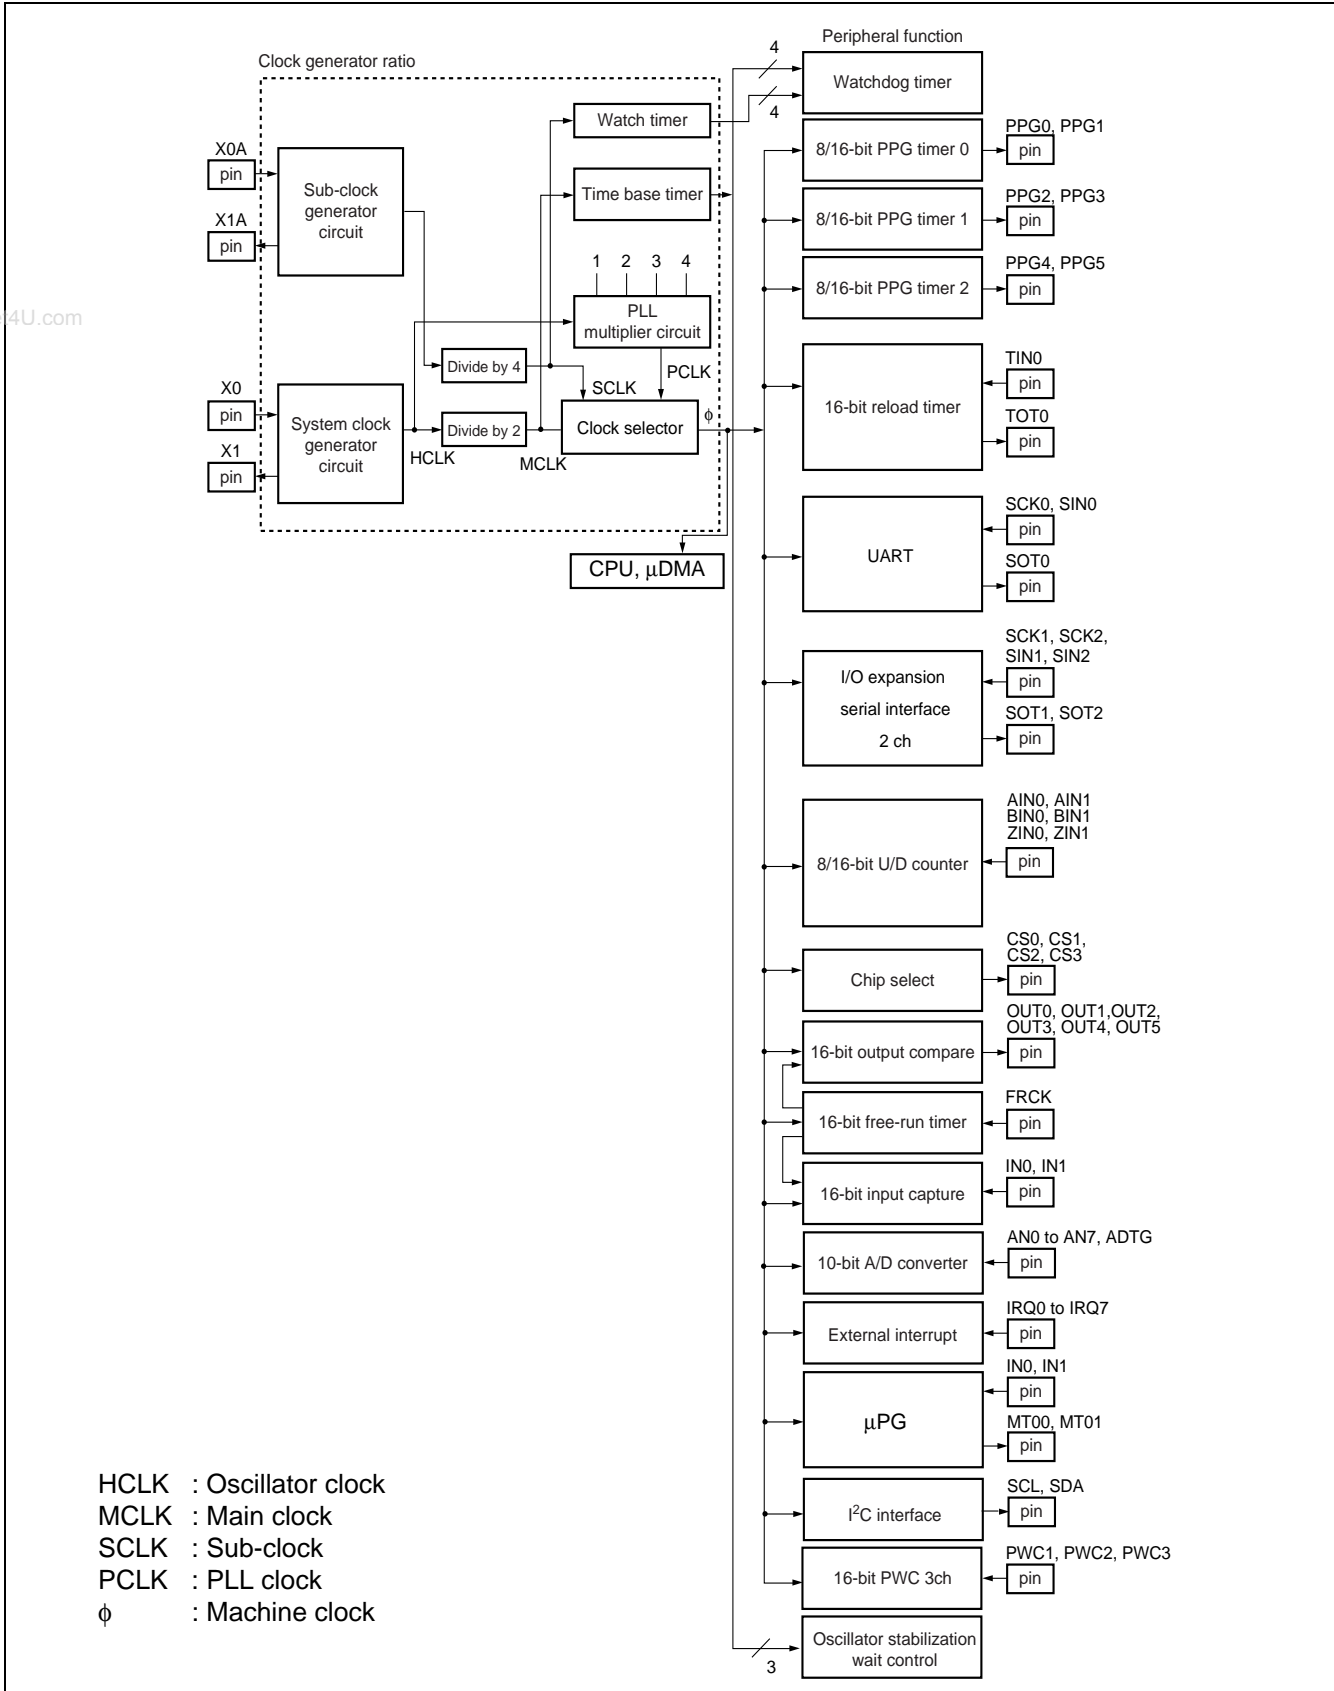 Peripheral function
Clock generator ratio
4
Watchdog timer
4
Watch timer
X0A
pin
Sub-clock
generator
circuit
X1A
pin
Time base timer
1 2 3 4
PLL
multiplier circuit
4U.com
Divide by 4
SCLK
PCLK
X0
pin
System clock
generator
circuit
X1
pin
HCLK
Divide by 2
MCLK
Clock selector
ϕ
CPU, μDMA
8/16-bit PPG timer 0
PPG0, PPG1
pin
8/16-bit PPG timer 1
PPG2, PPG3
pin
8/16-bit PPG timer 2
PPG4, PPG5
pin
16-bit reload timer
TIN0
pin
TOT0
pin
UART
SCK0, SIN0
pin
SOT0
pin
I/O expansion
serial interface
2 ch
SCK1, SCK2,
SIN1, SIN2
pin
SOT1, SOT2
pin
8/16-bit U/D counter
AIN0, AIN1
BIN0, BIN1
ZIN0, ZIN1
pin
Chip select
CS0, CS1,
CS2, CS3
pin
16-bit output compare
OUT0, OUT1,OUT2,
OUT3, OUT4, OUT5
pin
16-bit free-run timer
FRCK
pin
16-bit input capture
IN0, IN1
pin
10-bit A/D converter
AN0 to AN7, ADTG
pin
External interrupt
IRQ0 to IRQ7
pin
μPG
IN0, IN1
pin
MT00, MT01
pin
I²C interface
SCL, SDA
pin
16-bit PWC 3ch
PWC1, PWC2, PWC3
pin
Oscillator stabilization
wait control
3
HCLK : Oscillator clock
MCLK : Main clock
SCLK : Sub-clock
PCLK : PLL clock
ϕ : Machine clock